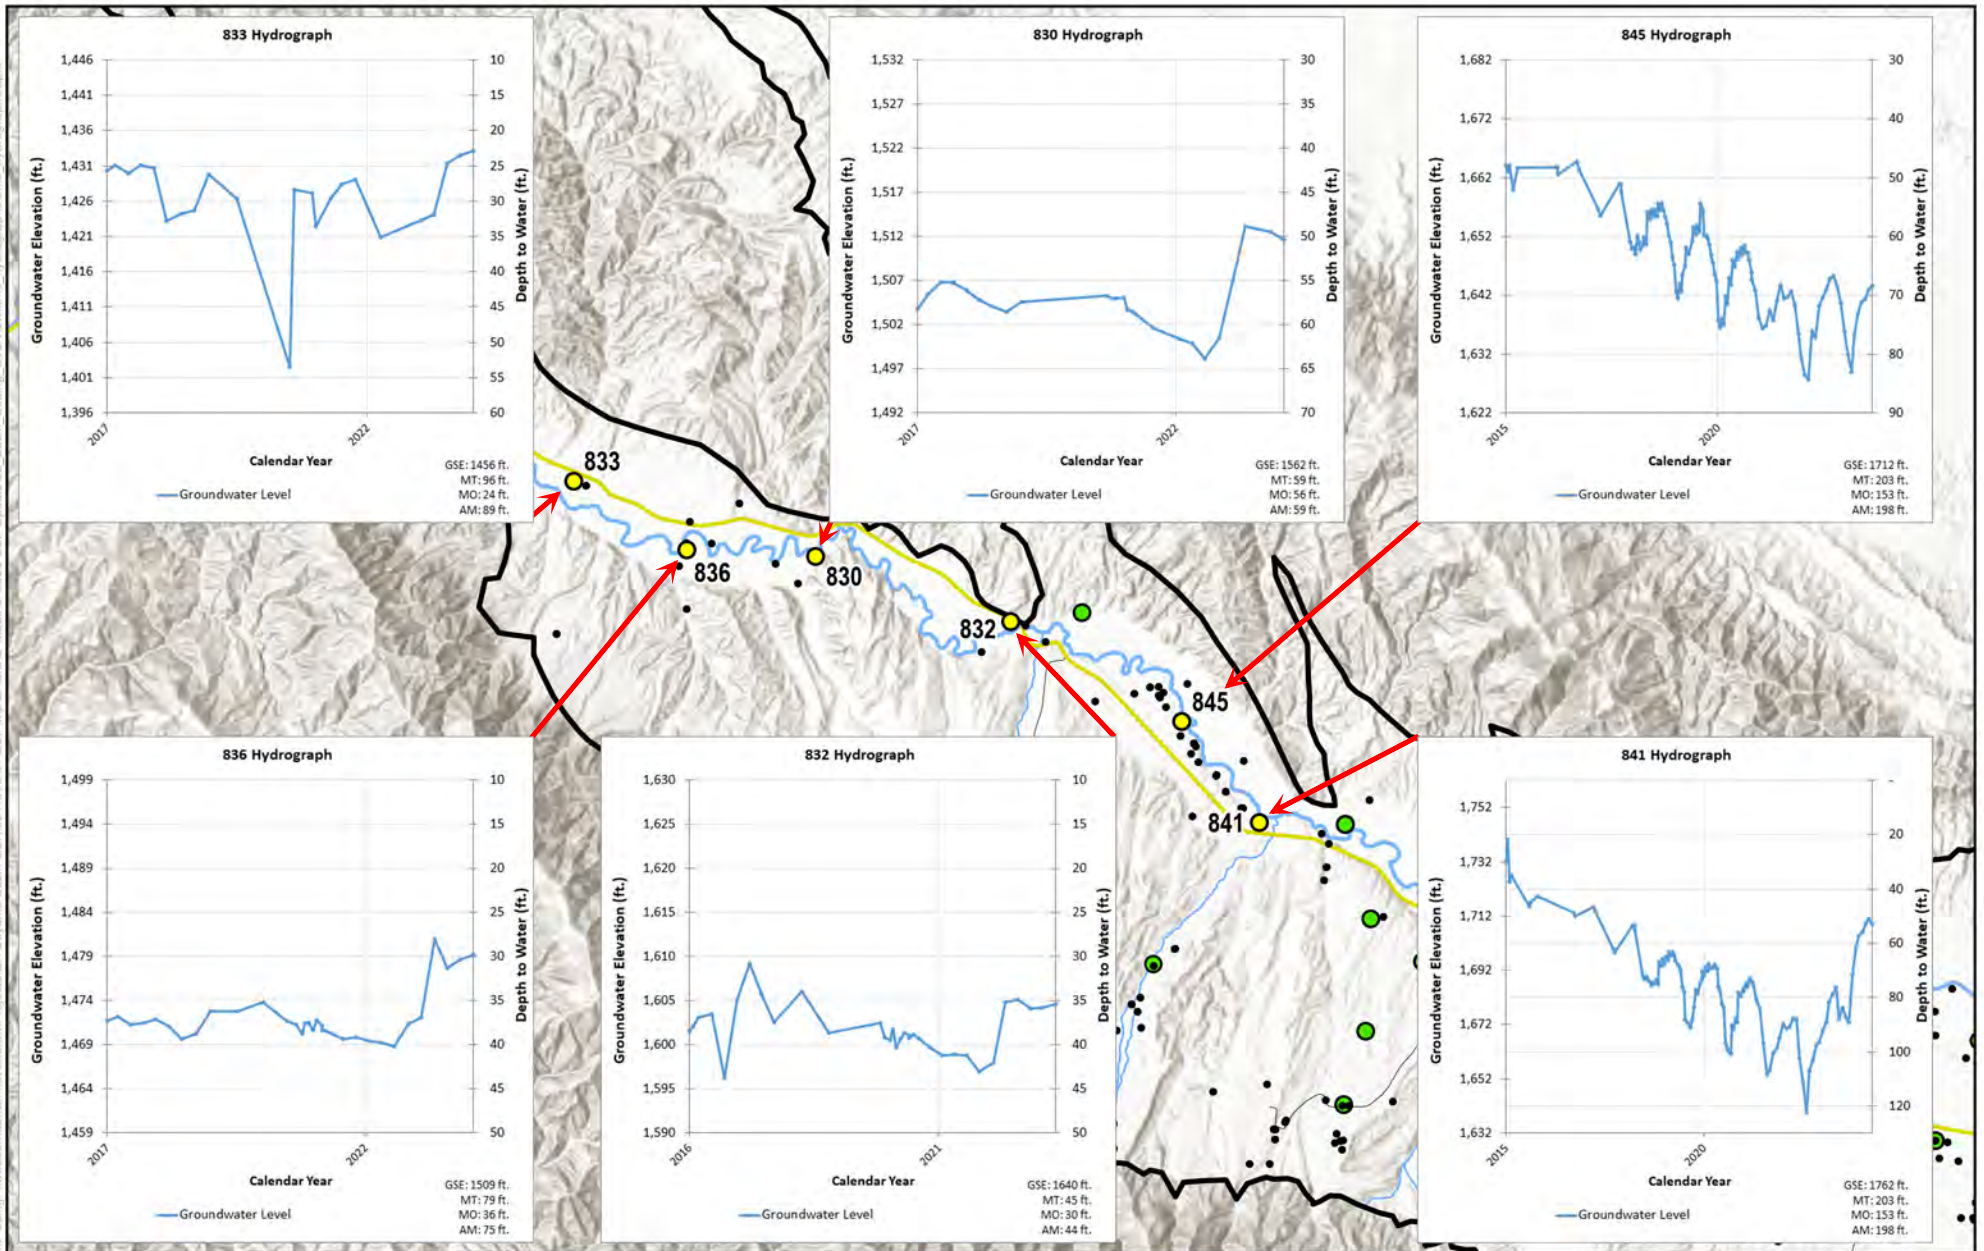 833 Hydrograph
1,446
1,441
1,436
1,431
1,426
1,421
1,416
1,411
1,406
1,401
1,396
10
15
20
25
30
35
40
45
50
55
60
Groundwater Elevation (ft.)
Depth to Water (ft.)
2017
2022
Calendar Year
Groundwater Level
GSE: 1456 ft.
MT: 96 ft.
MO: 24 ft.
AM: 89 ft.
830 Hydrograph
1,532
1,527
1,522
1,517
1,512
1,507
1,502
1,497
1,492
30
35
40
45
50
55
60
65
70
Groundwater Elevation (ft.)
Depth to Water (ft.)
2017
2022
Calendar Year
Groundwater Level
GSE: 1562 ft.
MT: 59 ft.
MO: 56 ft.
AM: 59 ft.
845 Hydrograph
1,682
1,672
1,662
1,652
1,642
1,632
1,622
30
40
50
60
70
80
90
Groundwater Elevation (ft.)
Depth to Water (ft.)
2015
2020
Calendar Year
Groundwater Level
GSE: 1712 ft.
MT: 203 ft.
MO: 153 ft.
AM: 198 ft.
833
836
830
832
845
841
836 Hydrograph
1,499
1,494
1,489
1,484
1,479
1,474
1,469
1,464
1,459
10
15
20
25
30
35
40
45
50
Groundwater Elevation (ft.)
Depth to Water (ft.)
2017
2022
Calendar Year
Groundwater Level
GSE: 1509 ft.
MT: 79 ft.
MO: 36 ft.
AM: 75 ft.
832 Hydrograph
1,630
1,625
1,620
1,615
1,610
1,605
1,600
1,595
1,590
10
15
20
25
30
35
40
45
50
Groundwater Elevation (ft.)
Depth to Water (ft.)
2016
2021
Calendar Year
Groundwater Level
GSE: 1640 ft.
MT: 45 ft.
MO: 30 ft.
AM: 44 ft.
841 Hydrograph
1,752
1,732
1,712
1,692
1,672
1,652
1,632
20
40
60
80
100
120
Groundwater Elevation (ft.)
Depth to Water (ft.)
2015
2020
Calendar Year
Groundwater Level
GSE: 1762 ft.
MT: 203 ft.
MO: 153 ft.
AM: 198 ft.